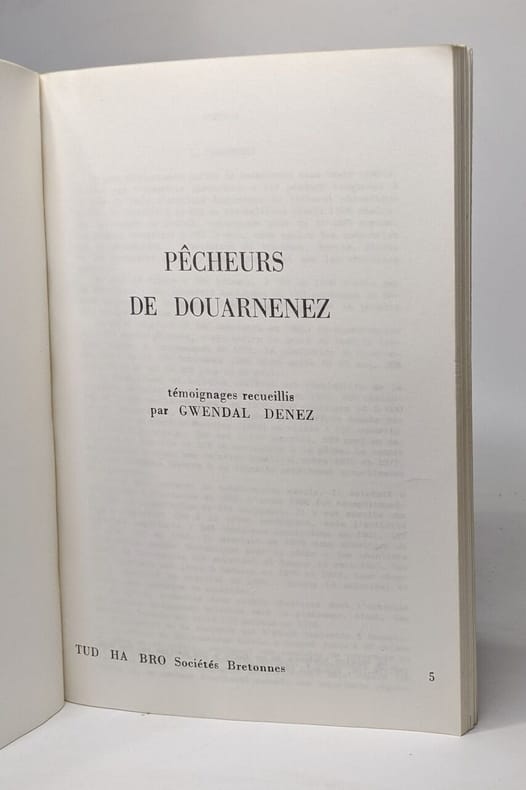 PÊCHEURS
DE DOUARNENEZ
témoignages recueillis
par GWENDAL DENEZ
TUD HA BRO Sociétés Bretonnes
5